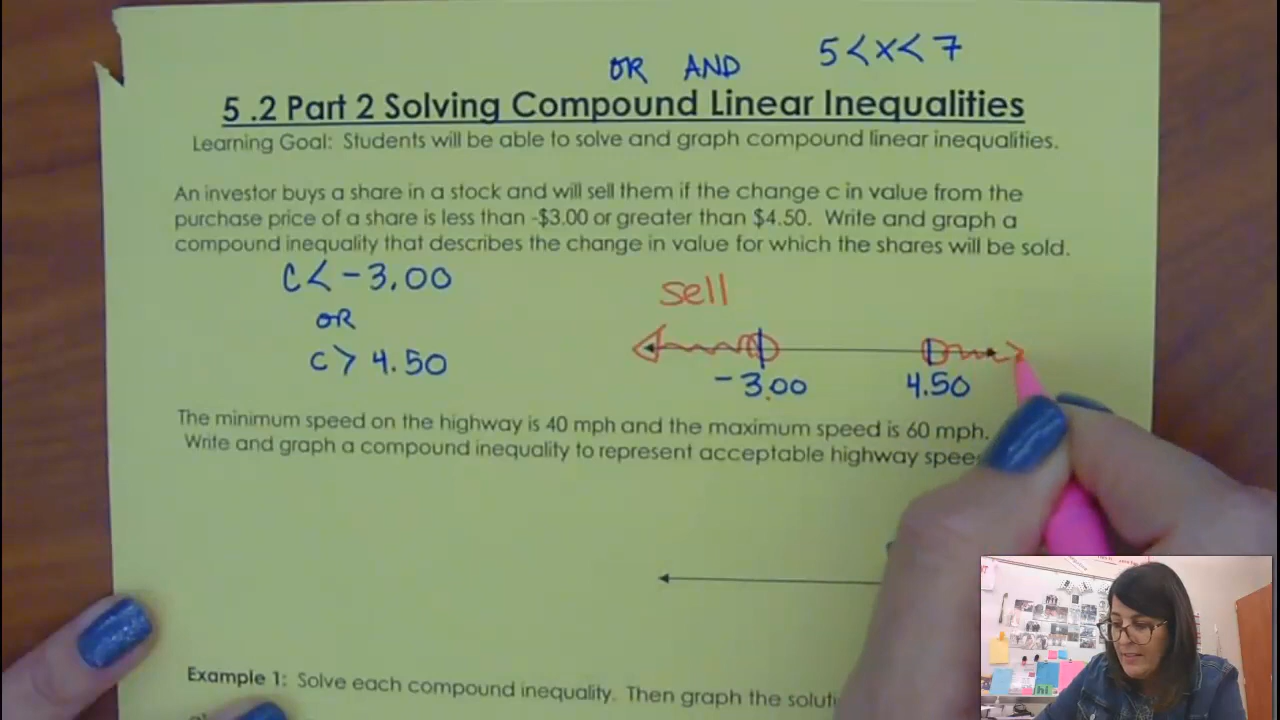 OR AND 5 < x < 7
5 .2 Part 2 Solving Compound Linear Inequalities
Learning Goal: Students will be able to solve and graph compound linear inequalities.
An investor buys a share in a stock and will sell them if the change c in value from the
purchase price of a share is less than -$3.00 or greater than $4.50. Write and graph a
compound inequality that describes the change in value for which the shares will be sold.
c < -3.00
sell
OR
c > 4.50
-3.00 4.50
The minimum speed on the highway is 40 mph and the maximum speed is 60 mph.
Write and graph a compound inequality to represent acceptable highway
Example 1: Solve each compound inequality. Then graph the
hi